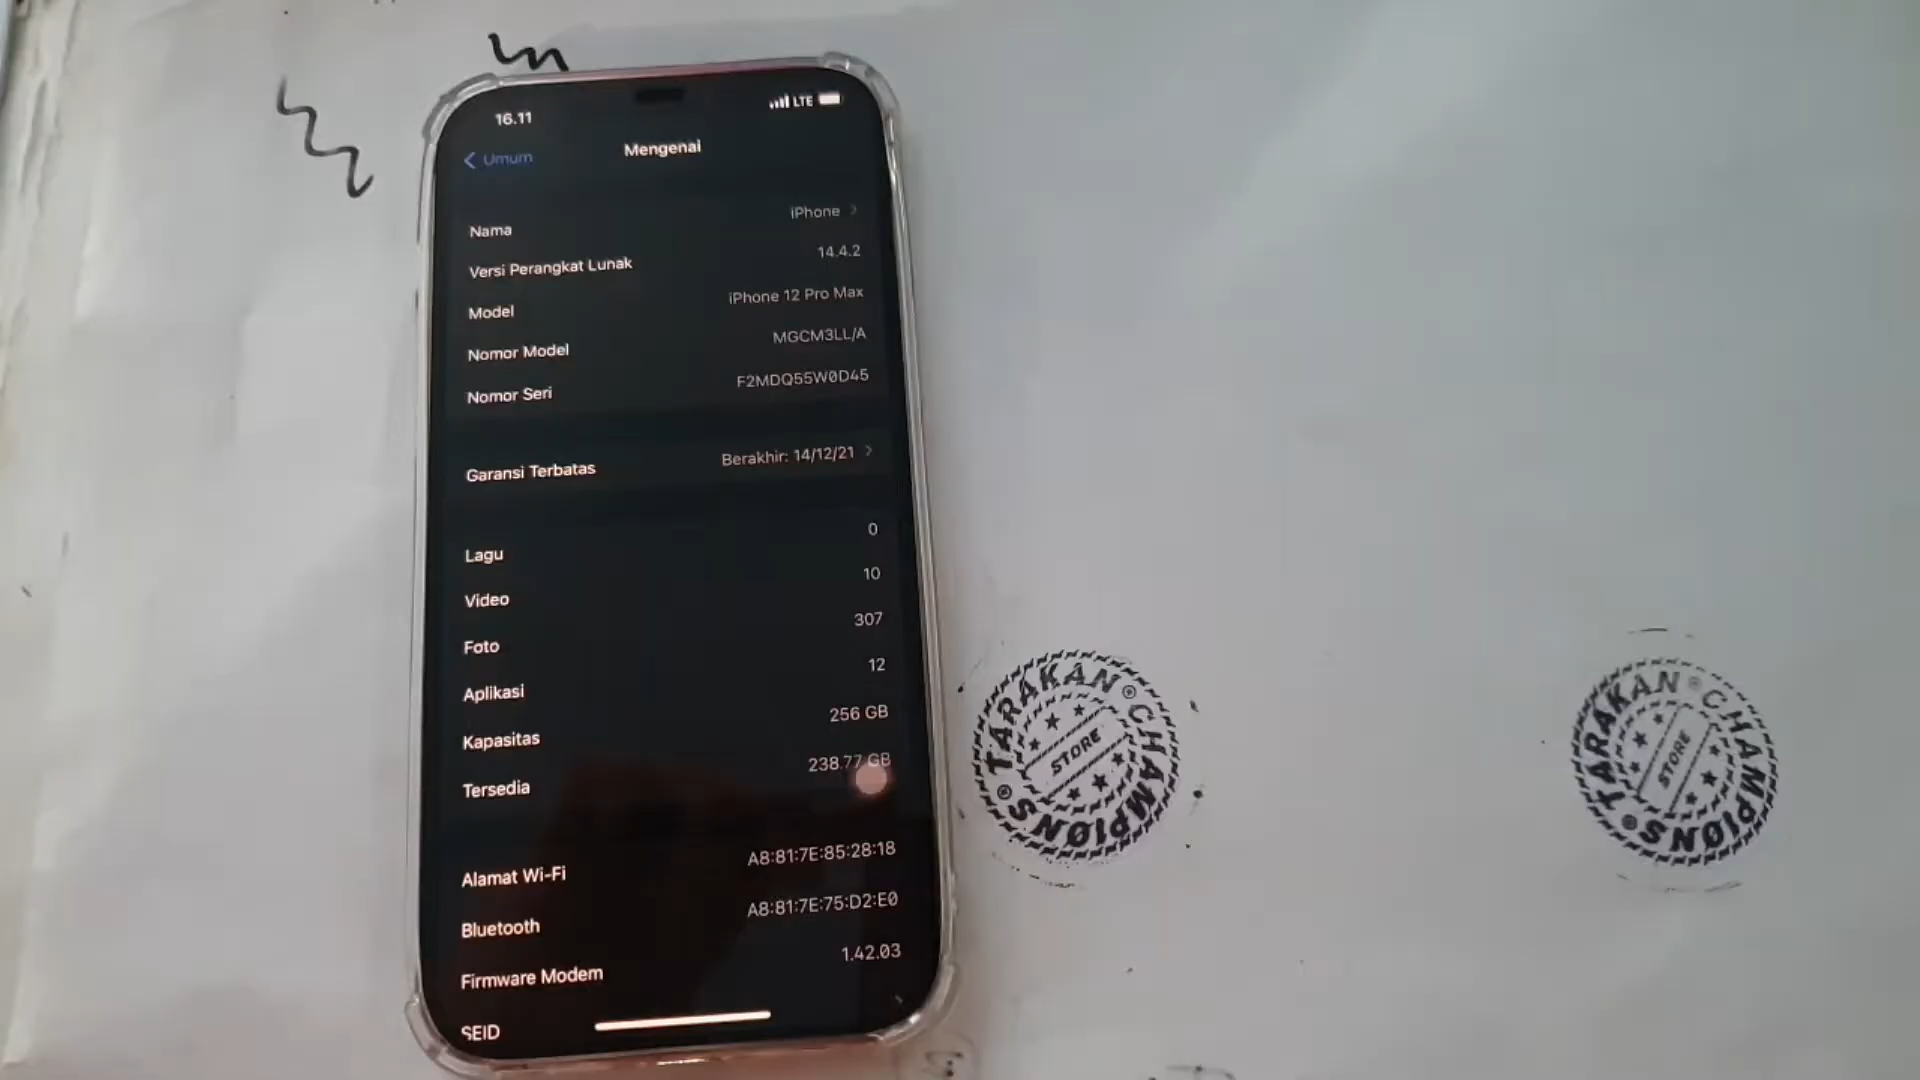 16.11
LTE
Umum
Mengenai
Nama iPhone
Versi Perangkat Lunak 14.4.2
Model iPhone 12 Pro Max
Nomor Model MGCM3LL/A
Nomor Seri F2MDQ55W0D45
Garansi Terbatas Berakhir: 14/12/21
Lagu 0
Video 10
Foto 307
Aplikasi 12
Kapasitas 256 GB
Tersedia 238.77 GB
Alamat Wi-Fi A8:81:7E:85:28:18
Bluetooth A8:81:7E:75:D2:E0
Firmware Modem 1.42.03
SEID
TARAKAN ® CHAMPIØNS ®
STORE
TARAKAN ® CHAMPIØNS ®
STORE